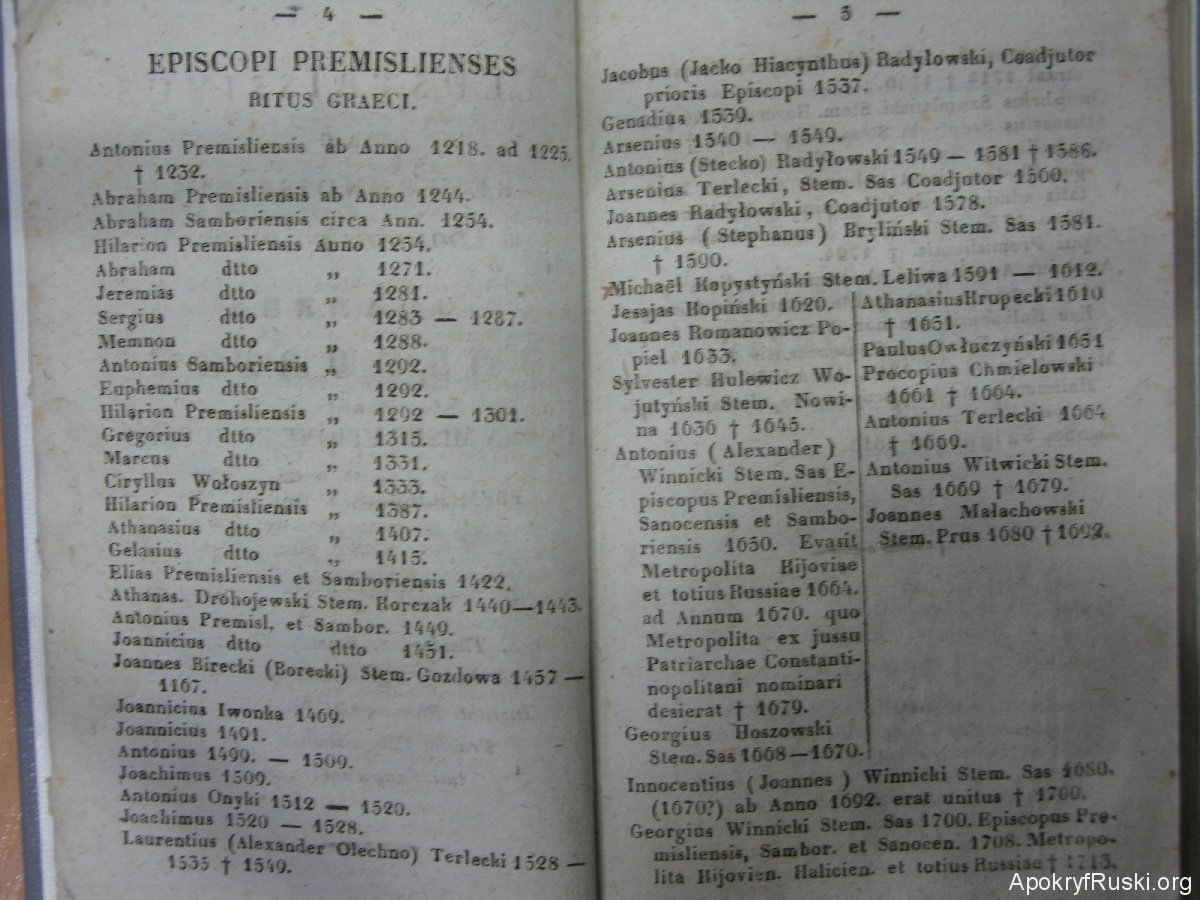 — 4 —
EPISCOPI PREMISLIENSES
RITUS GRAECI.
Antonius Premisliensis ab Anno 1218. ad 1225.
† 1232.
Abraham Premisliensis ab Anno 1244.
Abraham Samboriensis circa Ann. 1254.
Hilarion Premisliensis Anno 1254.
Abraham dtto „ 1271.
Jeremias dtto „ 1281.
Sergius dtto „ 1283 — 1287.
Memnon dtto „ 1288.
Antonius Samboriensis „ 1292.
Euphemius dtto „ 1292.
Hilarion Premisliensis „ 1292 — 1301.
Gregorius dtto „ 1315.
Marcus dtto „ 1331.
Ciryllus Wołoszyn „ 1333.
Hilarion Premisliensis „ 1387.
Athanasius dtto „ 1407.
Gelasius dtto „ 1415.
Elias Premisliensis et Samboriensis 1422.
Athanas. Drohojewski Stem. Korczak 1440—1443.
Antonius Premisl. et Sambor. 1449.
Joannicius dtto dtto 1451.
Joannes Birecki (Borecki) Stem. Gozdowa 1457 —
1167.
Joannicius Iwonka 1469.
Joannicius 1491.
Antonius 1499. — 1509.
Joachimus 1509.
Antonius Onyki 1512 — 1520.
Joachimus 1520 — 1528.
Laurentius (Alexander Olechno) Terlecki 1528 —
1535 † 1549.
— 5 —
Jacobus (Jacko Hiacynthus) Radyłowski, Coadjutor
prioris Episcopi 1537.
Genadius 1539.
Arsenius 1540 — 1549.
Antonius (Stecko) Radyłowski 1549 — 1581 † 1586.
Arsenius Terlecki, Stem. Sas Coadjutor 1560.
Joannes Radyłowski, Coadjutor 1578.
Arsenius (Stephanus) Bryliński Stem. Sas 1581.
† 1590.
Michaël Kopystyński Stem. Leliwa 1591 — 1612.
Jesajas Kopiński 1620.
Joannes Romanowicz Po-
piel 1633.
Sylvester Hulewicz Wo-
jutyński Stem. Nowi-
na 1636 † 1645.
Antonius (Alexander)
Winnicki Stem. Sas E-
piscopus Premisliensis,
Sanocensis et Sambo-
riensis 1650. Evasit
Metropolita Kijoviae
et totius Russiae 1664.
ad Annum 1670. quo
Metropolita ex jussu
Patriarchae Constanti-
nopolitani nominari
desierat † 1679.
Georgius Hoszowski
Stem. Sas 1668—1670.
Athanasius Krupecki 1610
† 1651.
Paulus Owłuczyński 1651
Procopius Chmielowski
1661 † 1664.
Antonius Terlecki 1664
† 1669.
Antonius Witwicki Stem.
Sas 1669 † 1679.
Joannes Małachowski
Stem. Prus 1680 † 1692.
Innocentius (Joannes) Winnicki Stem. Sas 1680.
(1670?) ab Anno 1692. erat unitus † 1700.
Georgius Winnicki Stem. Sas 1700. Episcopus Pre-
misliensis, Sambor. et Sanocen. 1708. Metropo-
lita Kijovien. Halicien. et totius Russiae † 1713.
ApokryfRuski.org